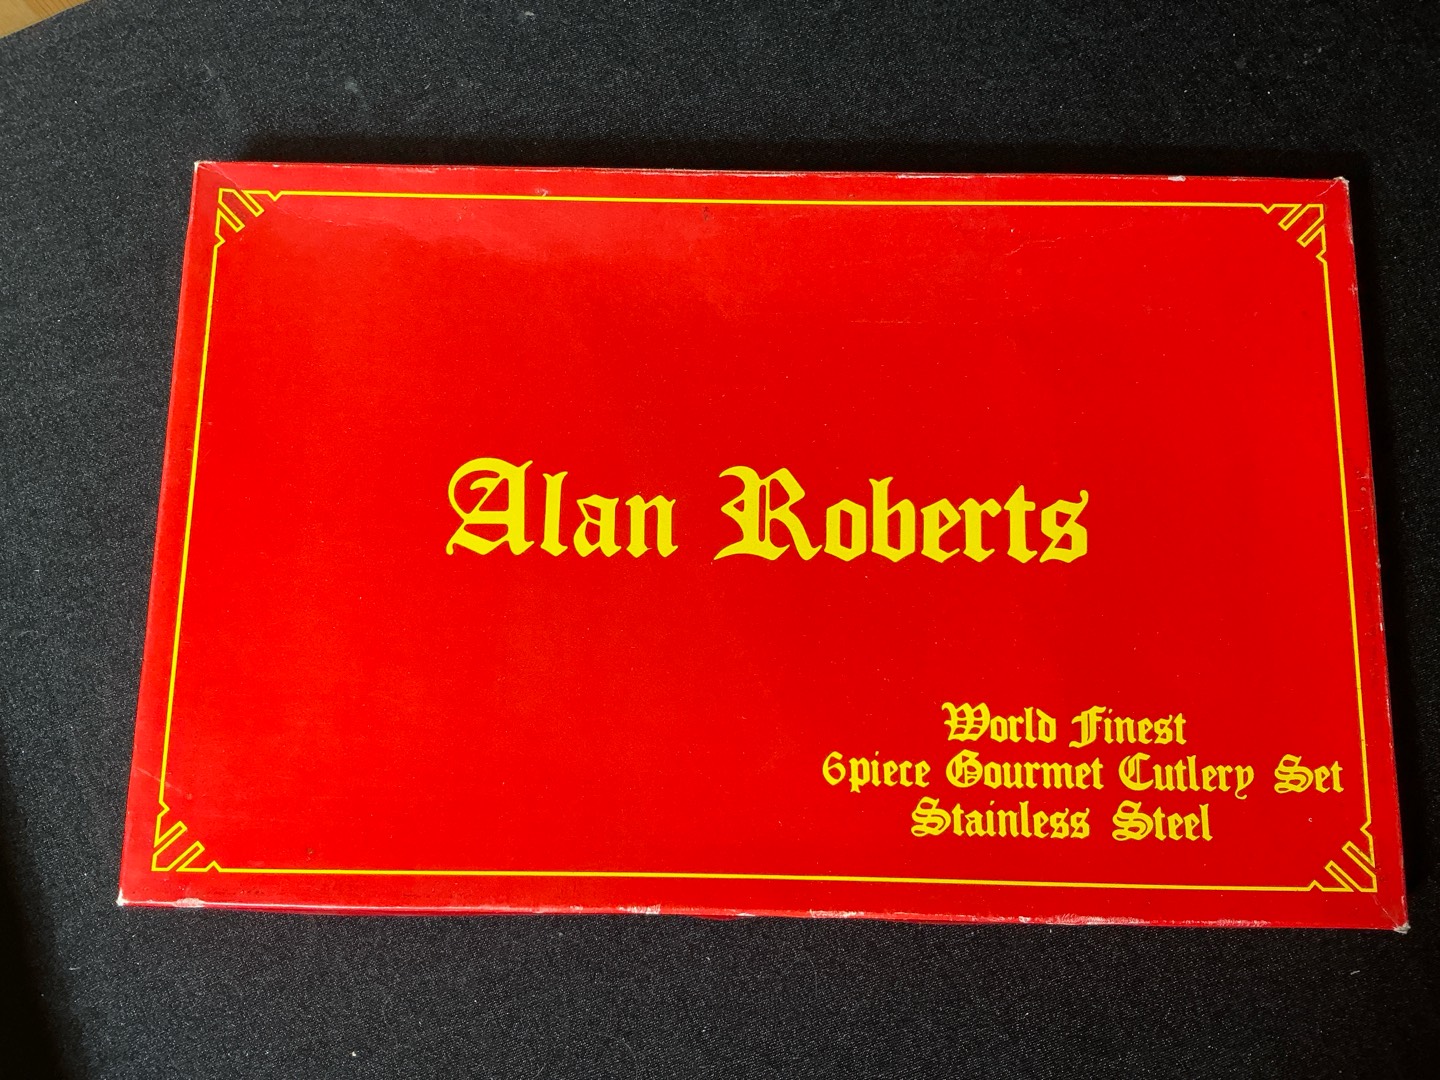 Alan Roberts
World Finest
6piece Gourmet Cutlery Set
Stainless Steel